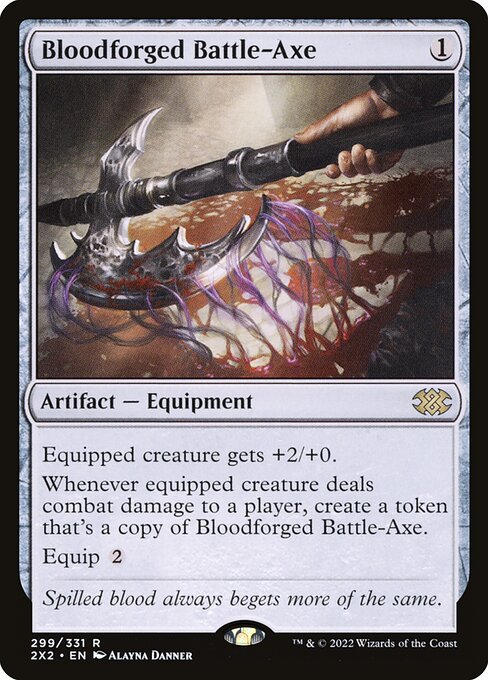 Bloodforged Battle-Axe 1
Artifact — Equipment
Equipped creature gets +2/+0.
Whenever equipped creature deals
combat damage to a player, create a token
that's a copy of Bloodforged Battle-Axe.
Equip 2
Spilled blood always begets more of the same.
299/331 R
2X2 • EN Alayna Danner
™ & © 2022 Wizards of the Coast